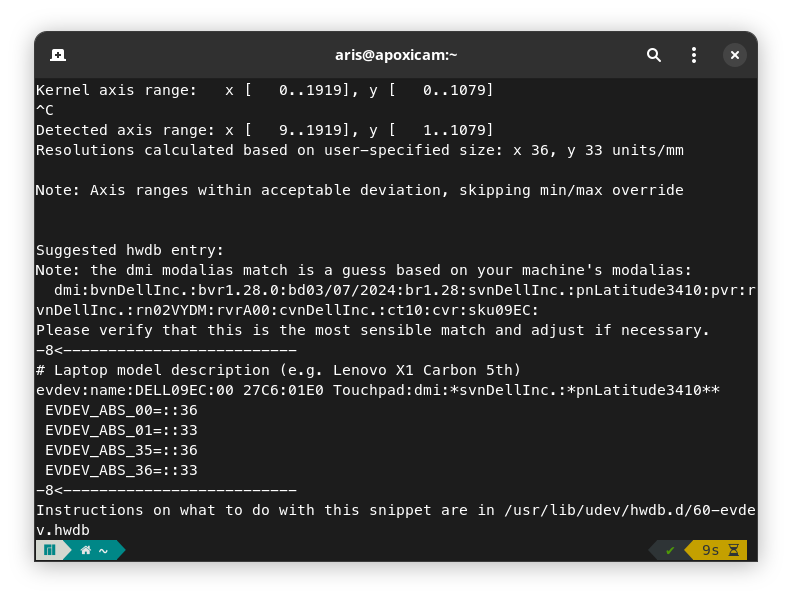 aris@apoxicam:~
Kernel axis range:   x [   0..1919], y [   0..1079]
^C
Detected axis range: x [   9..1919], y [   1..1079]
Resolutions calculated based on user-specified size: x 36, y 33 units/mm
Note: Axis ranges within acceptable deviation, skipping min/max override
Suggested hwdb entry:
Note: the dmi modalias match is a guess based on your machine's modalias:
  dmi:bvnDellInc.:bvr1.28.0:bd03/07/2024:br1.28:svnDellInc.:pnLatitude3410:pvr:r
vnDellInc.:rn02VYDM:rvrA00:cvnDellInc.:ct10:cvr:sku09EC:
Please verify that this is the most sensible match and adjust if necessary.
-8<--------------------------
# Laptop model description (e.g. Lenovo X1 Carbon 5th)
evdev:name:DELL09EC:00 27C6:01E0 Touchpad:dmi:*svnDellInc.:*pnLatitude3410**
 EVDEV_ABS_00=::36
 EVDEV_ABS_01=::33
 EVDEV_ABS_35=::36
 EVDEV_ABS_36=::33
-8<--------------------------
Instructions on what to do with this snippet are in /usr/lib/udev/hwdb.d/60-evde
v.hwdb
~ ✔ 9s